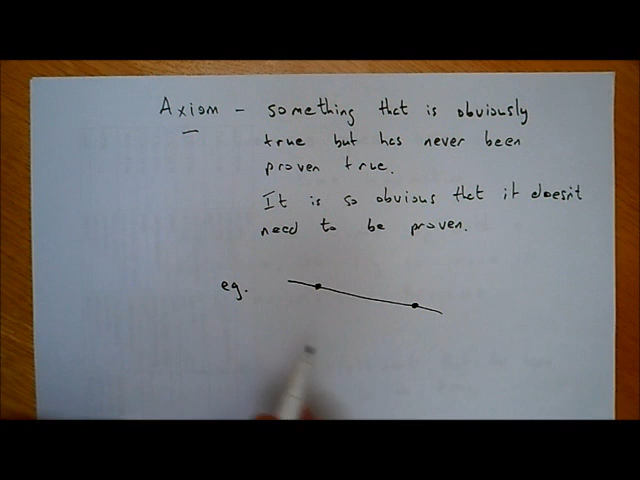 Axiom – something that is obviously
true but has never been
proven true.
It is so obvious that it doesn't
need to be proven.
eg.